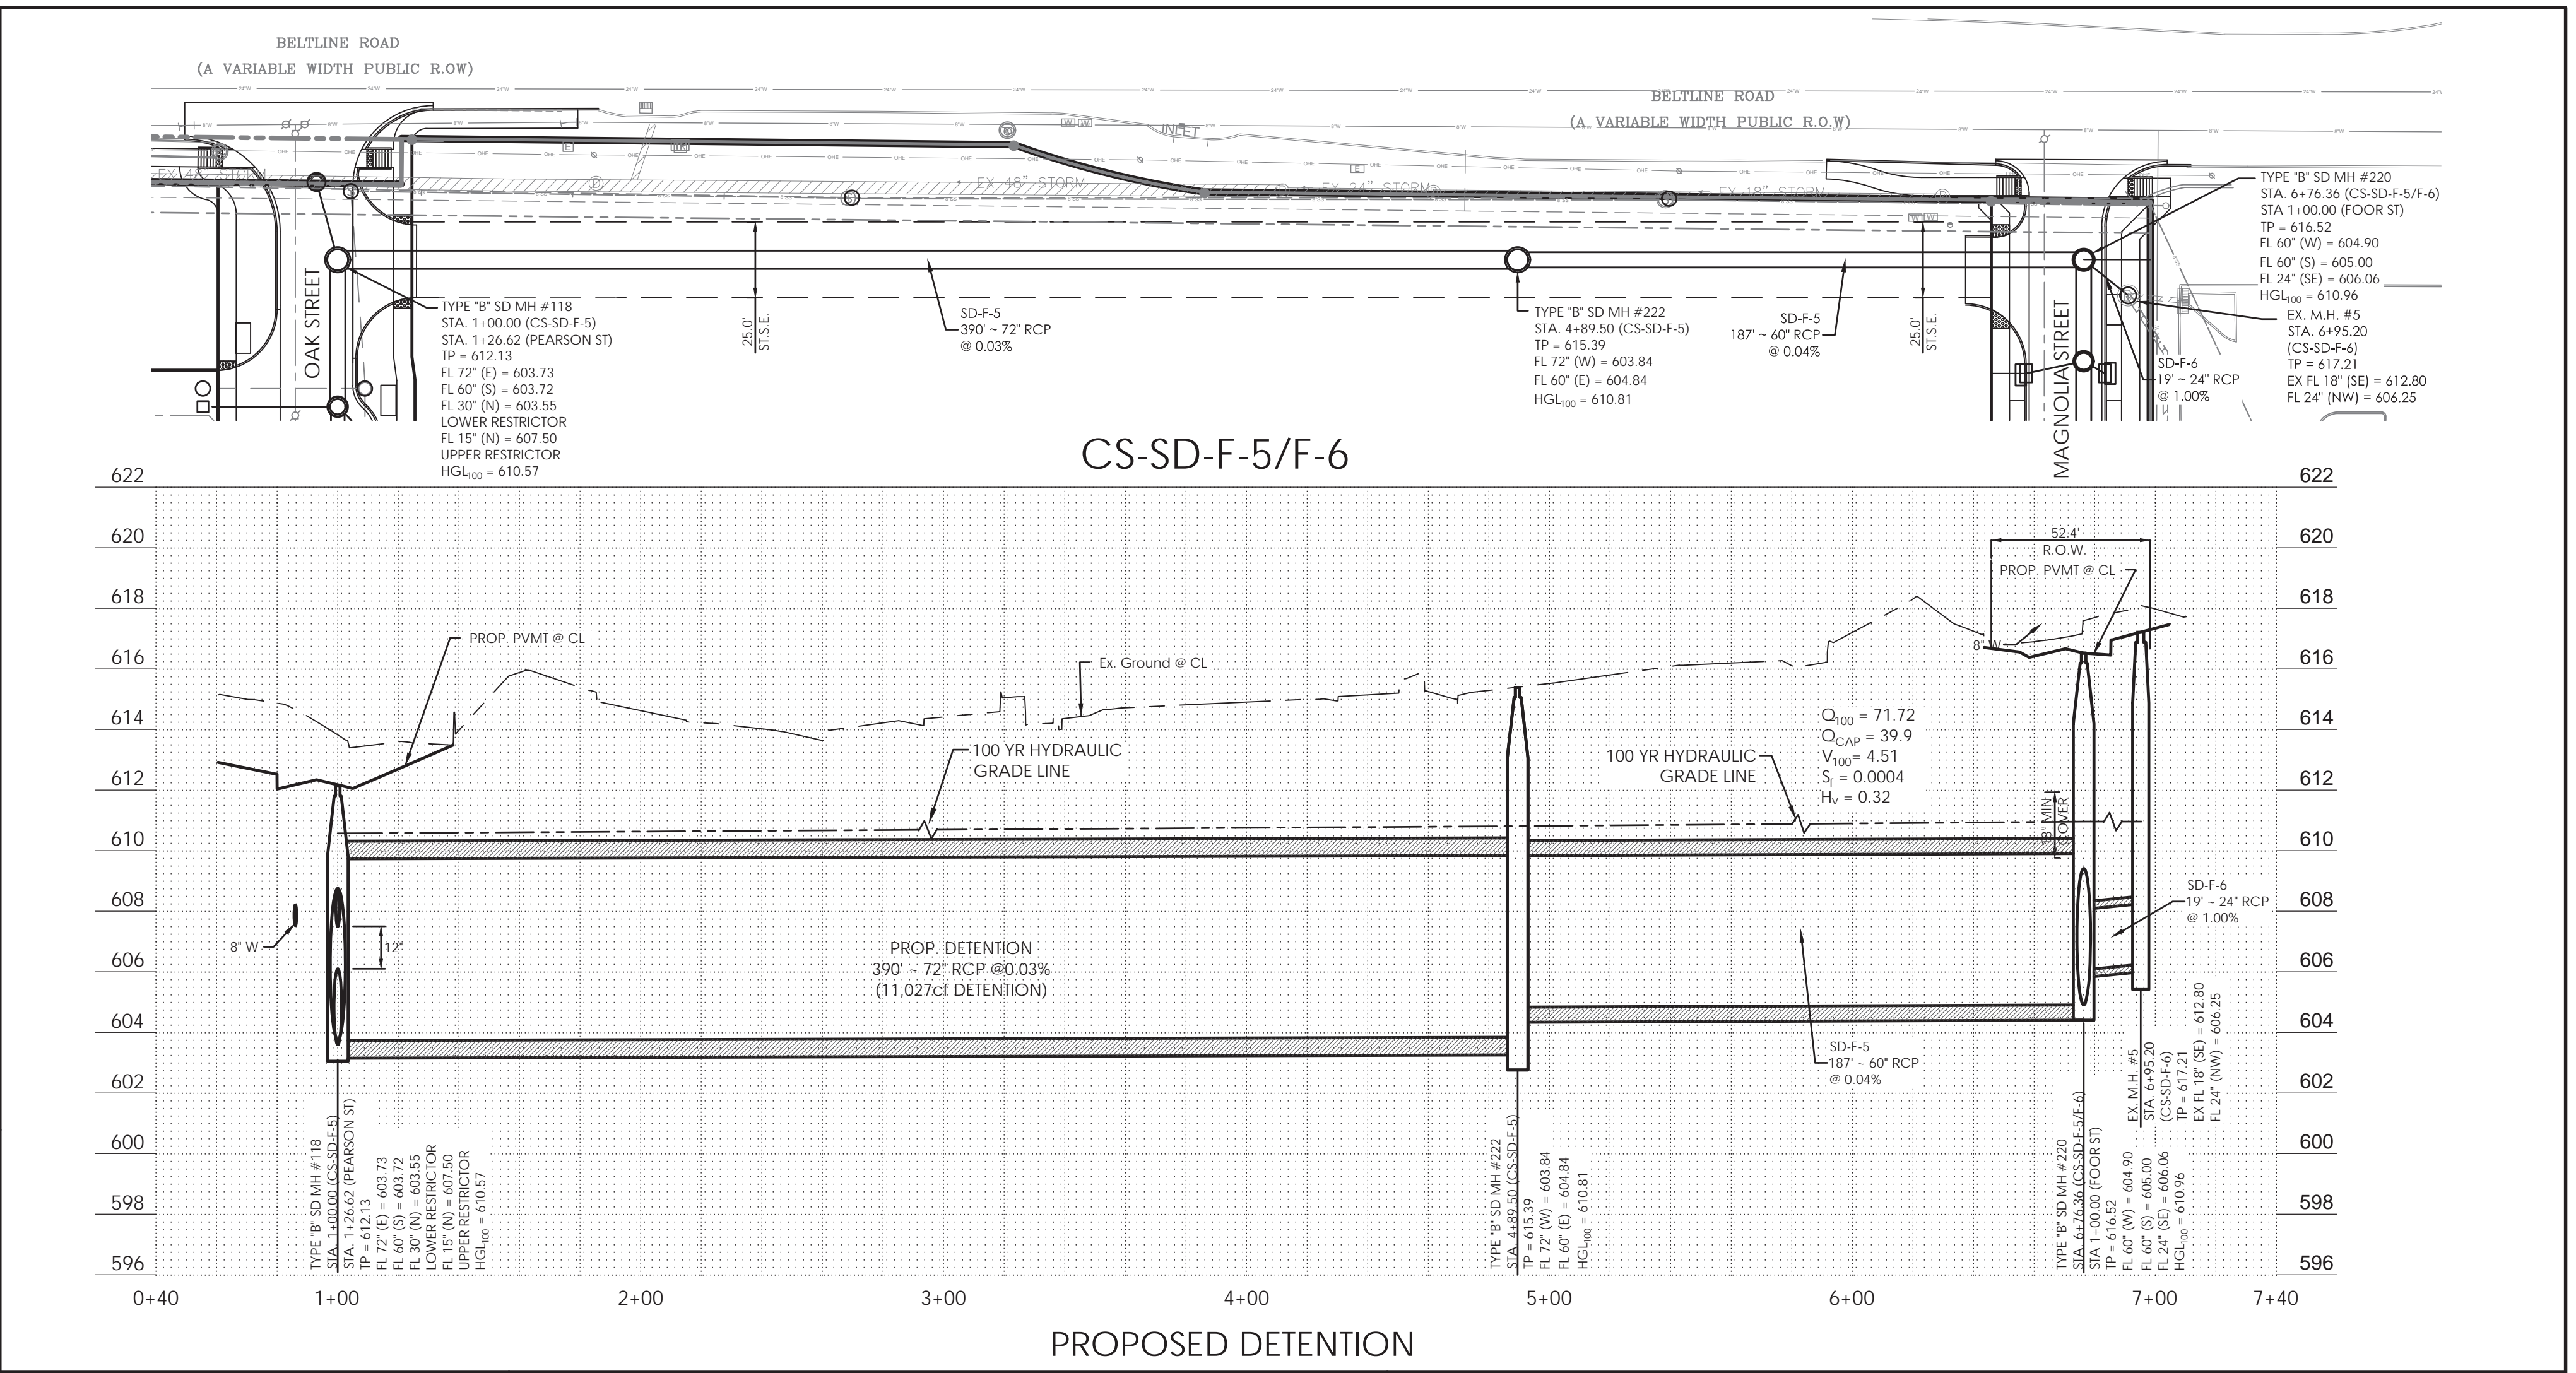 BELTLINE ROAD
(A VARIABLE WIDTH PUBLIC R.OW)
BELTLINE ROAD
(A VARIABLE WIDTH PUBLIC R.O.W)
INLET
EX 48" STORM
EX 48" STORM
EX 24" STORM
EX 18" STORM
OAK STREET
MAGNOLIA STREET
25.0'
ST.S.E.
25.0'
ST.S.E.
TYPE "B" SD MH #118
STA. 1+00.00 (CS-SD-F-5)
STA. 1+26.62 (PEARSON ST)
TP = 612.13
FL 72" (E) = 603.73
FL 60" (S) = 603.72
FL 30" (N) = 603.55
LOWER RESTRICTOR
FL 15" (N) = 607.50
UPPER RESTRICTOR
HGL100 = 610.57
SD-F-5
390' ~ 72" RCP
@ 0.03%
TYPE "B" SD MH #222
STA. 4+89.50 (CS-SD-F-5)
TP = 615.39
FL 72" (W) = 603.84
FL 60" (E) = 604.84
HGL100 = 610.81
SD-F-5
187' ~ 60" RCP
@ 0.04%
TYPE "B" SD MH #220
STA. 6+76.36 (CS-SD-F-5/F-6)
STA 1+00.00 (FOOR ST)
TP = 616.52
FL 60" (W) = 604.90
FL 60" (S) = 605.00
FL 24" (SE) = 606.06
HGL100 = 610.96
EX. M.H. #5
STA. 6+95.20
(CS-SD-F-6)
TP = 617.21
EX FL 18" (SE) = 612.80
FL 24" (NW) = 606.25
SD-F-6
19' ~ 24" RCP
@ 1.00%
CS-SD-F-5/F-6
622
620
618
616
614
612
610
608
606
604
602
600
598
596
622
620
618
616
614
612
610
608
606
604
602
600
598
596
52.4'
R.O.W.
PROP. PVMT @ CL
8" W
PROP. PVMT @ CL
Ex. Ground @ CL
100 YR HYDRAULIC
GRADE LINE
100 YR HYDRAULIC
GRADE LINE
Q100 = 71.72
QCAP = 39.9
V100= 4.51
Sf = 0.0004
Hv = 0.32
18" MIN
COVER
8" W
12"
PROP. DETENTION
390' ~ 72" RCP @0.03%
(11,027cf DETENTION)
SD-F-6
19' ~ 24" RCP
@ 1.00%
SD-F-5
187' ~ 60" RCP
@ 0.04%
TYPE "B" SD MH #118
STA. 1+00.00 (CS-SD-F-5)
STA. 1+26.62 (PEARSON ST)
TP = 612.13
FL 72" (E) = 603.73
FL 60" (S) = 603.72
FL 30" (N) = 603.55
LOWER RESTRICTOR
FL 15" (N) = 607.50
UPPER RESTRICTOR
HGL100 = 610.57
TYPE "B" SD MH #222
STA. 4+89.50 (CS-SD-F-5)
TP = 615.39
FL 72" (W) = 603.84
FL 60" (E) = 604.84
HGL100 = 610.81
TYPE "B" SD MH #220
STA. 6+76.36 (CS-SD-F-5/F-6)
STA 1+00.00 (FOOR ST)
TP = 616.52
FL 60" (W) = 604.90
FL 60" (S) = 605.00
FL 24" (SE) = 606.06
HGL100 = 610.96
EX. M.H. #5
STA. 6+95.20
(CS-SD-F-6)
TP = 617.21
EX FL 18" (SE) = 612.80
FL 24" (NW) = 606.25
0+40
1+00
2+00
3+00
4+00
5+00
6+00
7+00
7+40
PROPOSED DETENTION